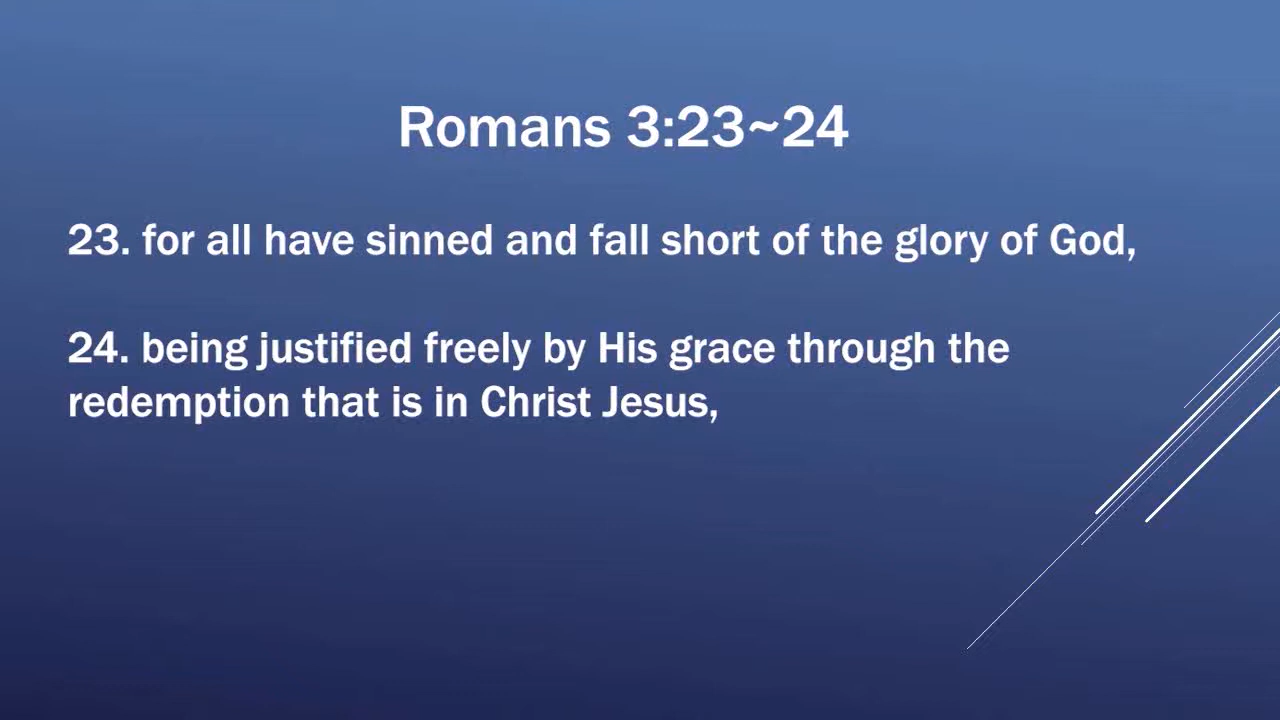 Romans 3:23~24
23. for all have sinned and fall short of the glory of God,
24. being justified freely by His grace through the
redemption that is in Christ Jesus,